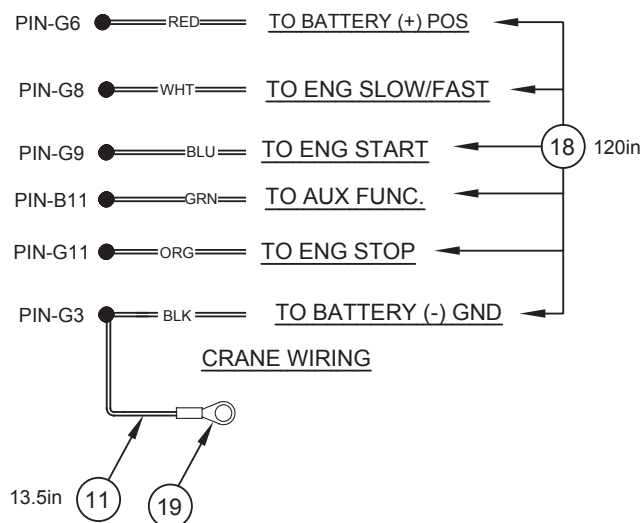 PIN-G6 RED TO BATTERY (+) POS
PIN-G8 WHT TO ENG SLOW/FAST
PIN-G9 BLU TO ENG START
18 120in
PIN-B11 GRN TO AUX FUNC.
PIN-G11 ORG TO ENG STOP
PIN-G3 BLK TO BATTERY (-) GND
CRANE WIRING
13.5in 11 19